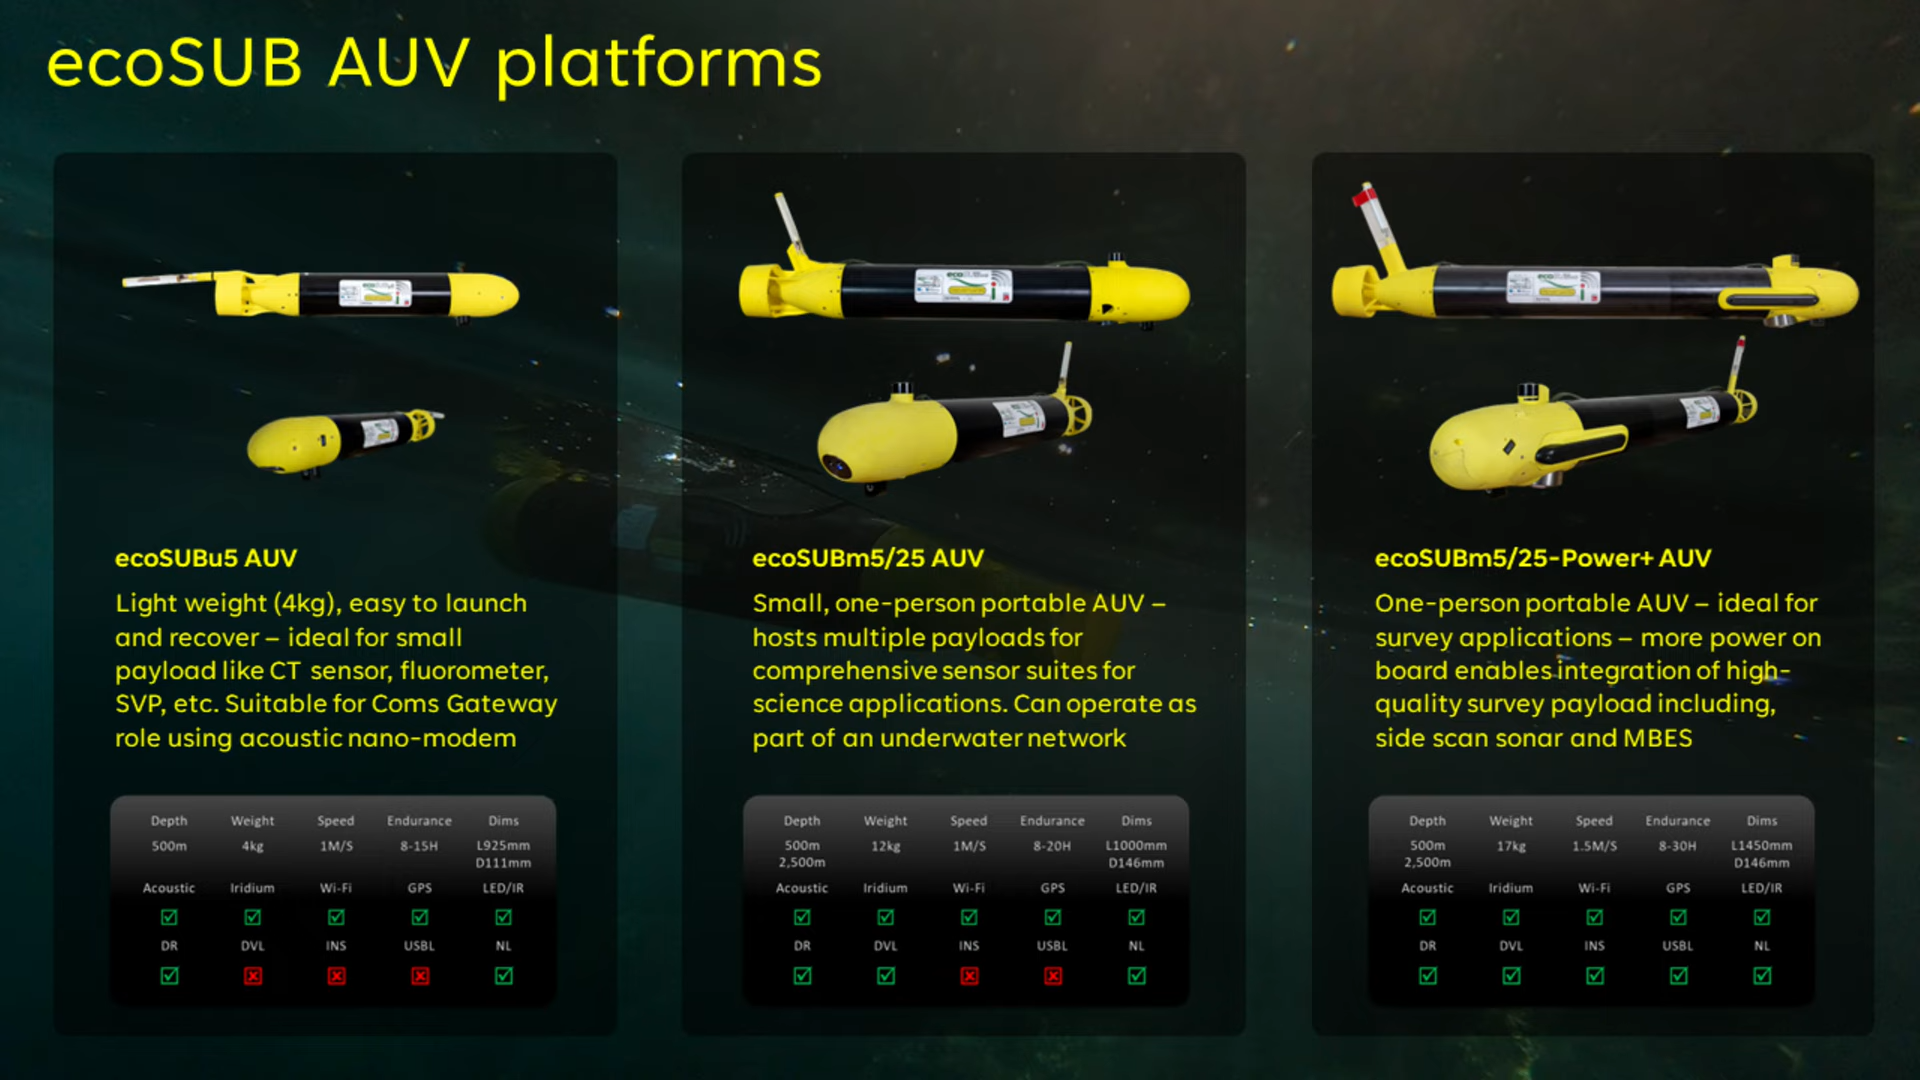 ecoSUB AUV platforms
ecoSUBu5 AUV
Light weight (4kg), easy to launch
and recover – ideal for small
payload like CT sensor, fluorometer,
SVP, etc. Suitable for Coms Gateway
role using acoustic nano-modem
Depth Weight Speed Endurance Dims
500m 4kg 1M/S 8-15H L925mm
D111mm
Acoustic Iridium Wi-Fi GPS LED/IR
DR DVL INS USBL NL
ecoSUBm5/25 AUV
Small, one-person portable AUV –
hosts multiple payloads for
comprehensive sensor suites for
science applications. Can operate as
part of an underwater network
Depth Weight Speed Endurance Dims
500m 12kg 1M/S 8-20H L1000mm
2,500m D146mm
Acoustic Iridium Wi-Fi GPS LED/IR
DR DVL INS USBL NL
ecoSUBm5/25-Power+ AUV
One-person portable AUV – ideal for
survey applications – more power on
board enables integration of high-
quality survey payload including,
side scan sonar and MBES
Depth Weight Speed Endurance Dims
500m 17kg 1.5M/S 8-30H L1450mm
2,500m D146mm
Acoustic Iridium Wi-Fi GPS LED/IR
DR DVL INS USBL NL